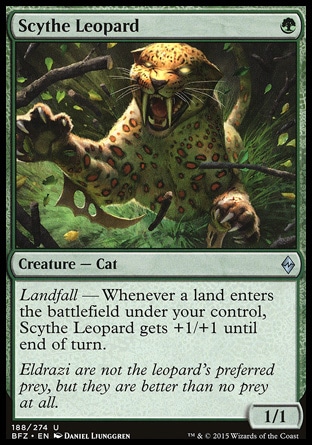 Scythe Leopard
Creature — Cat
Landfall — Whenever a land enters
the battlefield under your control,
Scythe Leopard gets +1/+1 until
end of turn.
Eldrazi are not the leopard's preferred
prey, but they are better than no prey
at all.
1/1
188/274 U
BFZ • EN Daniel Ljunggren
™ & © 2015 Wizards of the Coast